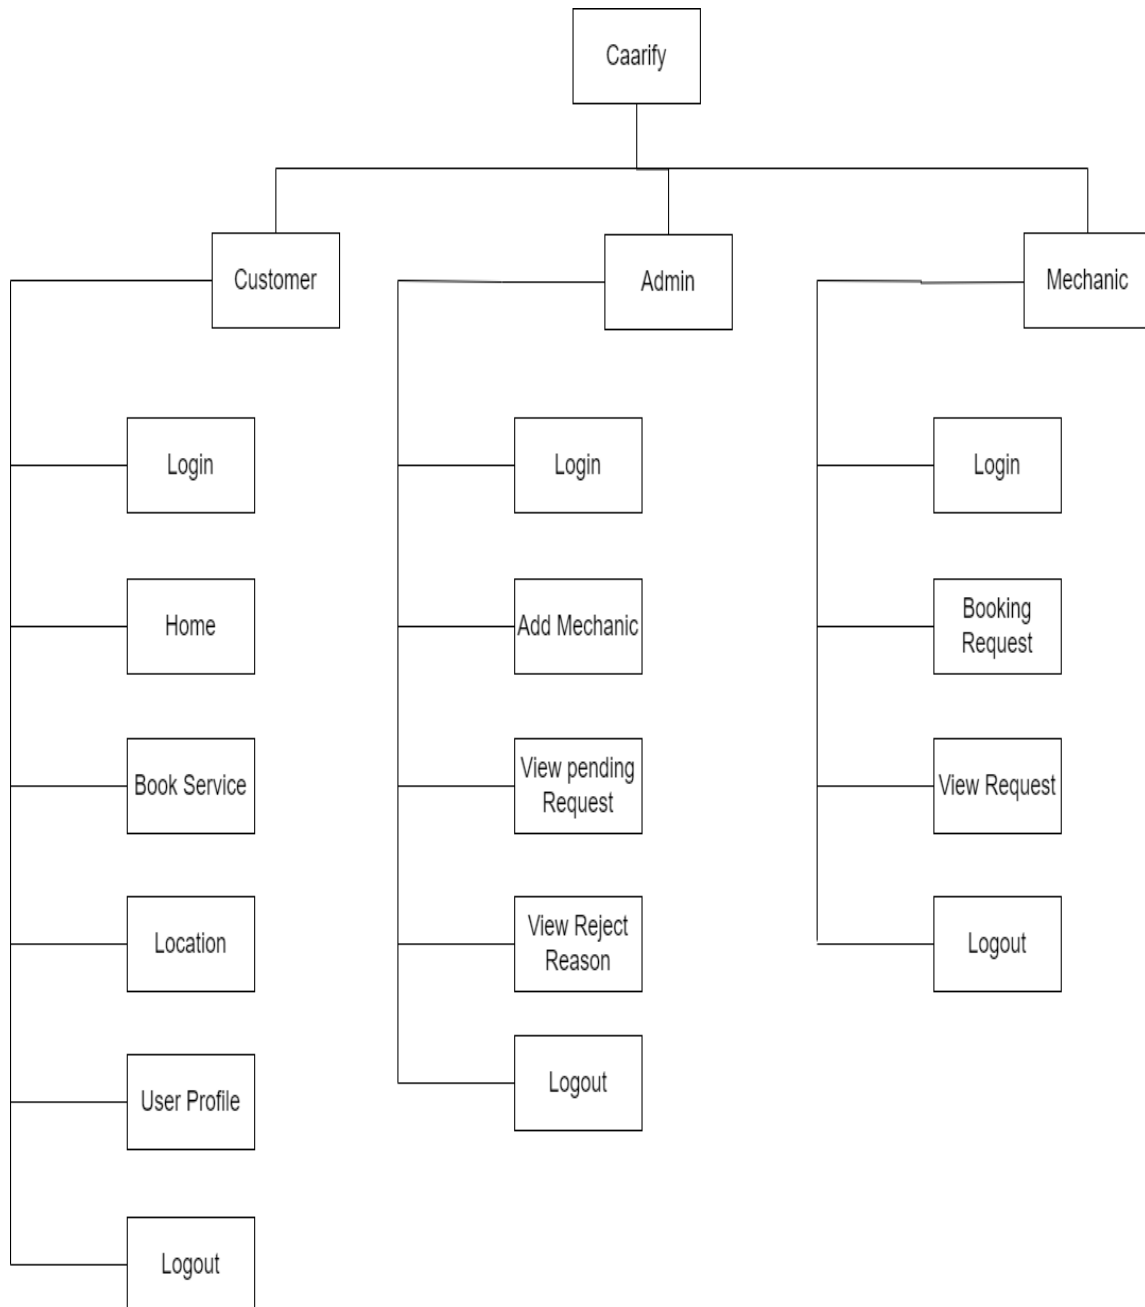 Caarify
Customer
Admin
Mechanic
Login
Login
Login
Home
Add Mechanic
Booking
Request
Book Service
View pending
Request
View Request
Location
View Reject
Reason
Logout
User Profile
Logout
Logout